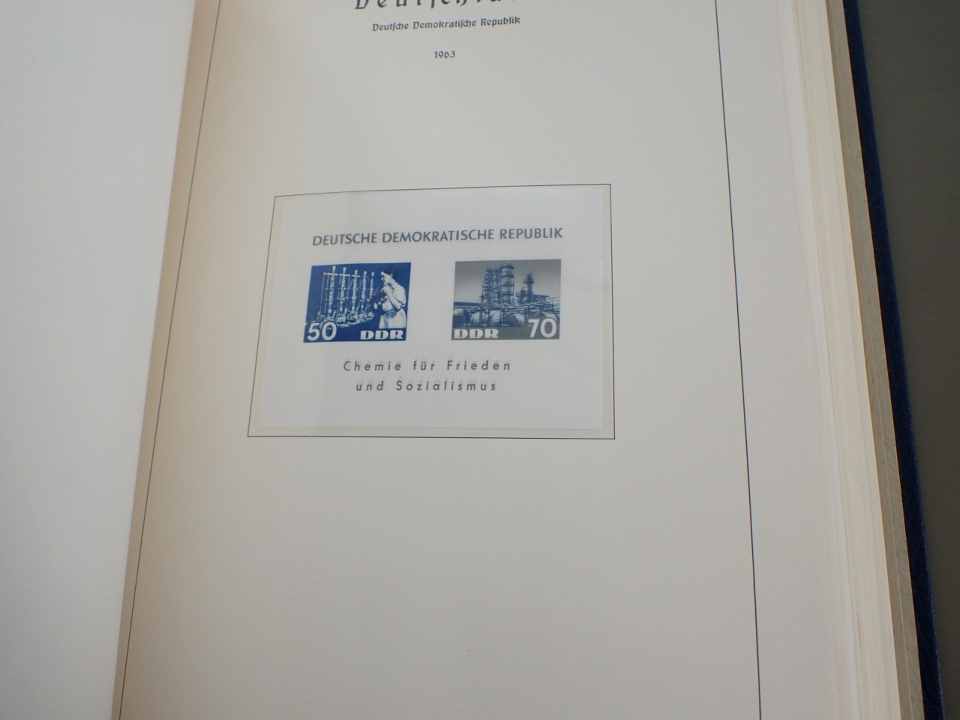 Deutsche Demokratische Republik
1963
DEUTSCHE DEMOKRATISCHE REPUBLIK
50 DDR
DDR 70
Chemie für Frieden
und Sozialismus